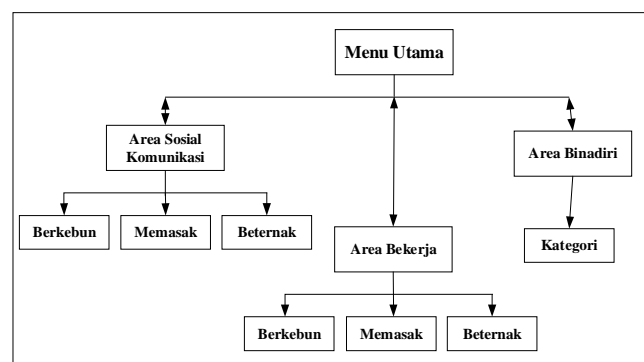 Menu Utama
Area Sosial
Komunikasi
Area Binadiri
Berkebun
Memasak
Beternak
Area Bekerja
Kategori
Berkebun
Memasak
Beternak